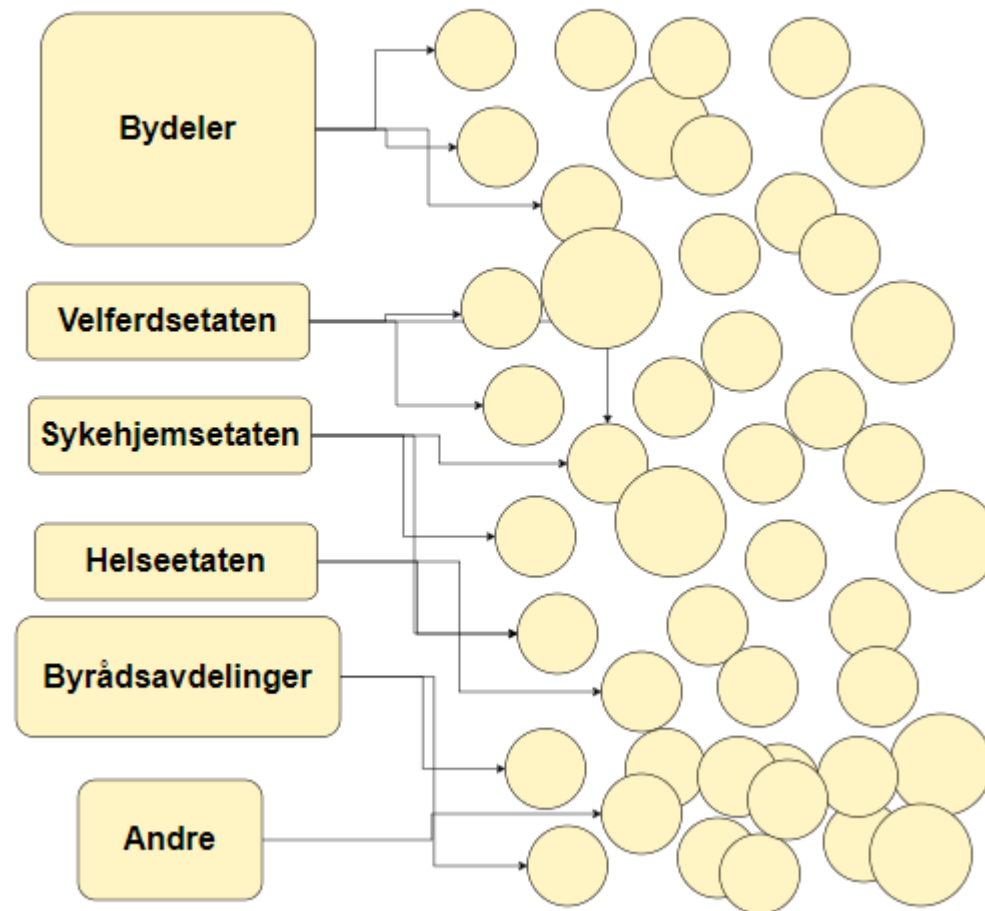 Bydeler
Velferdsetaten
Sykehjemsetaten
Helseetaten
Byrådsavdelinger
Andre